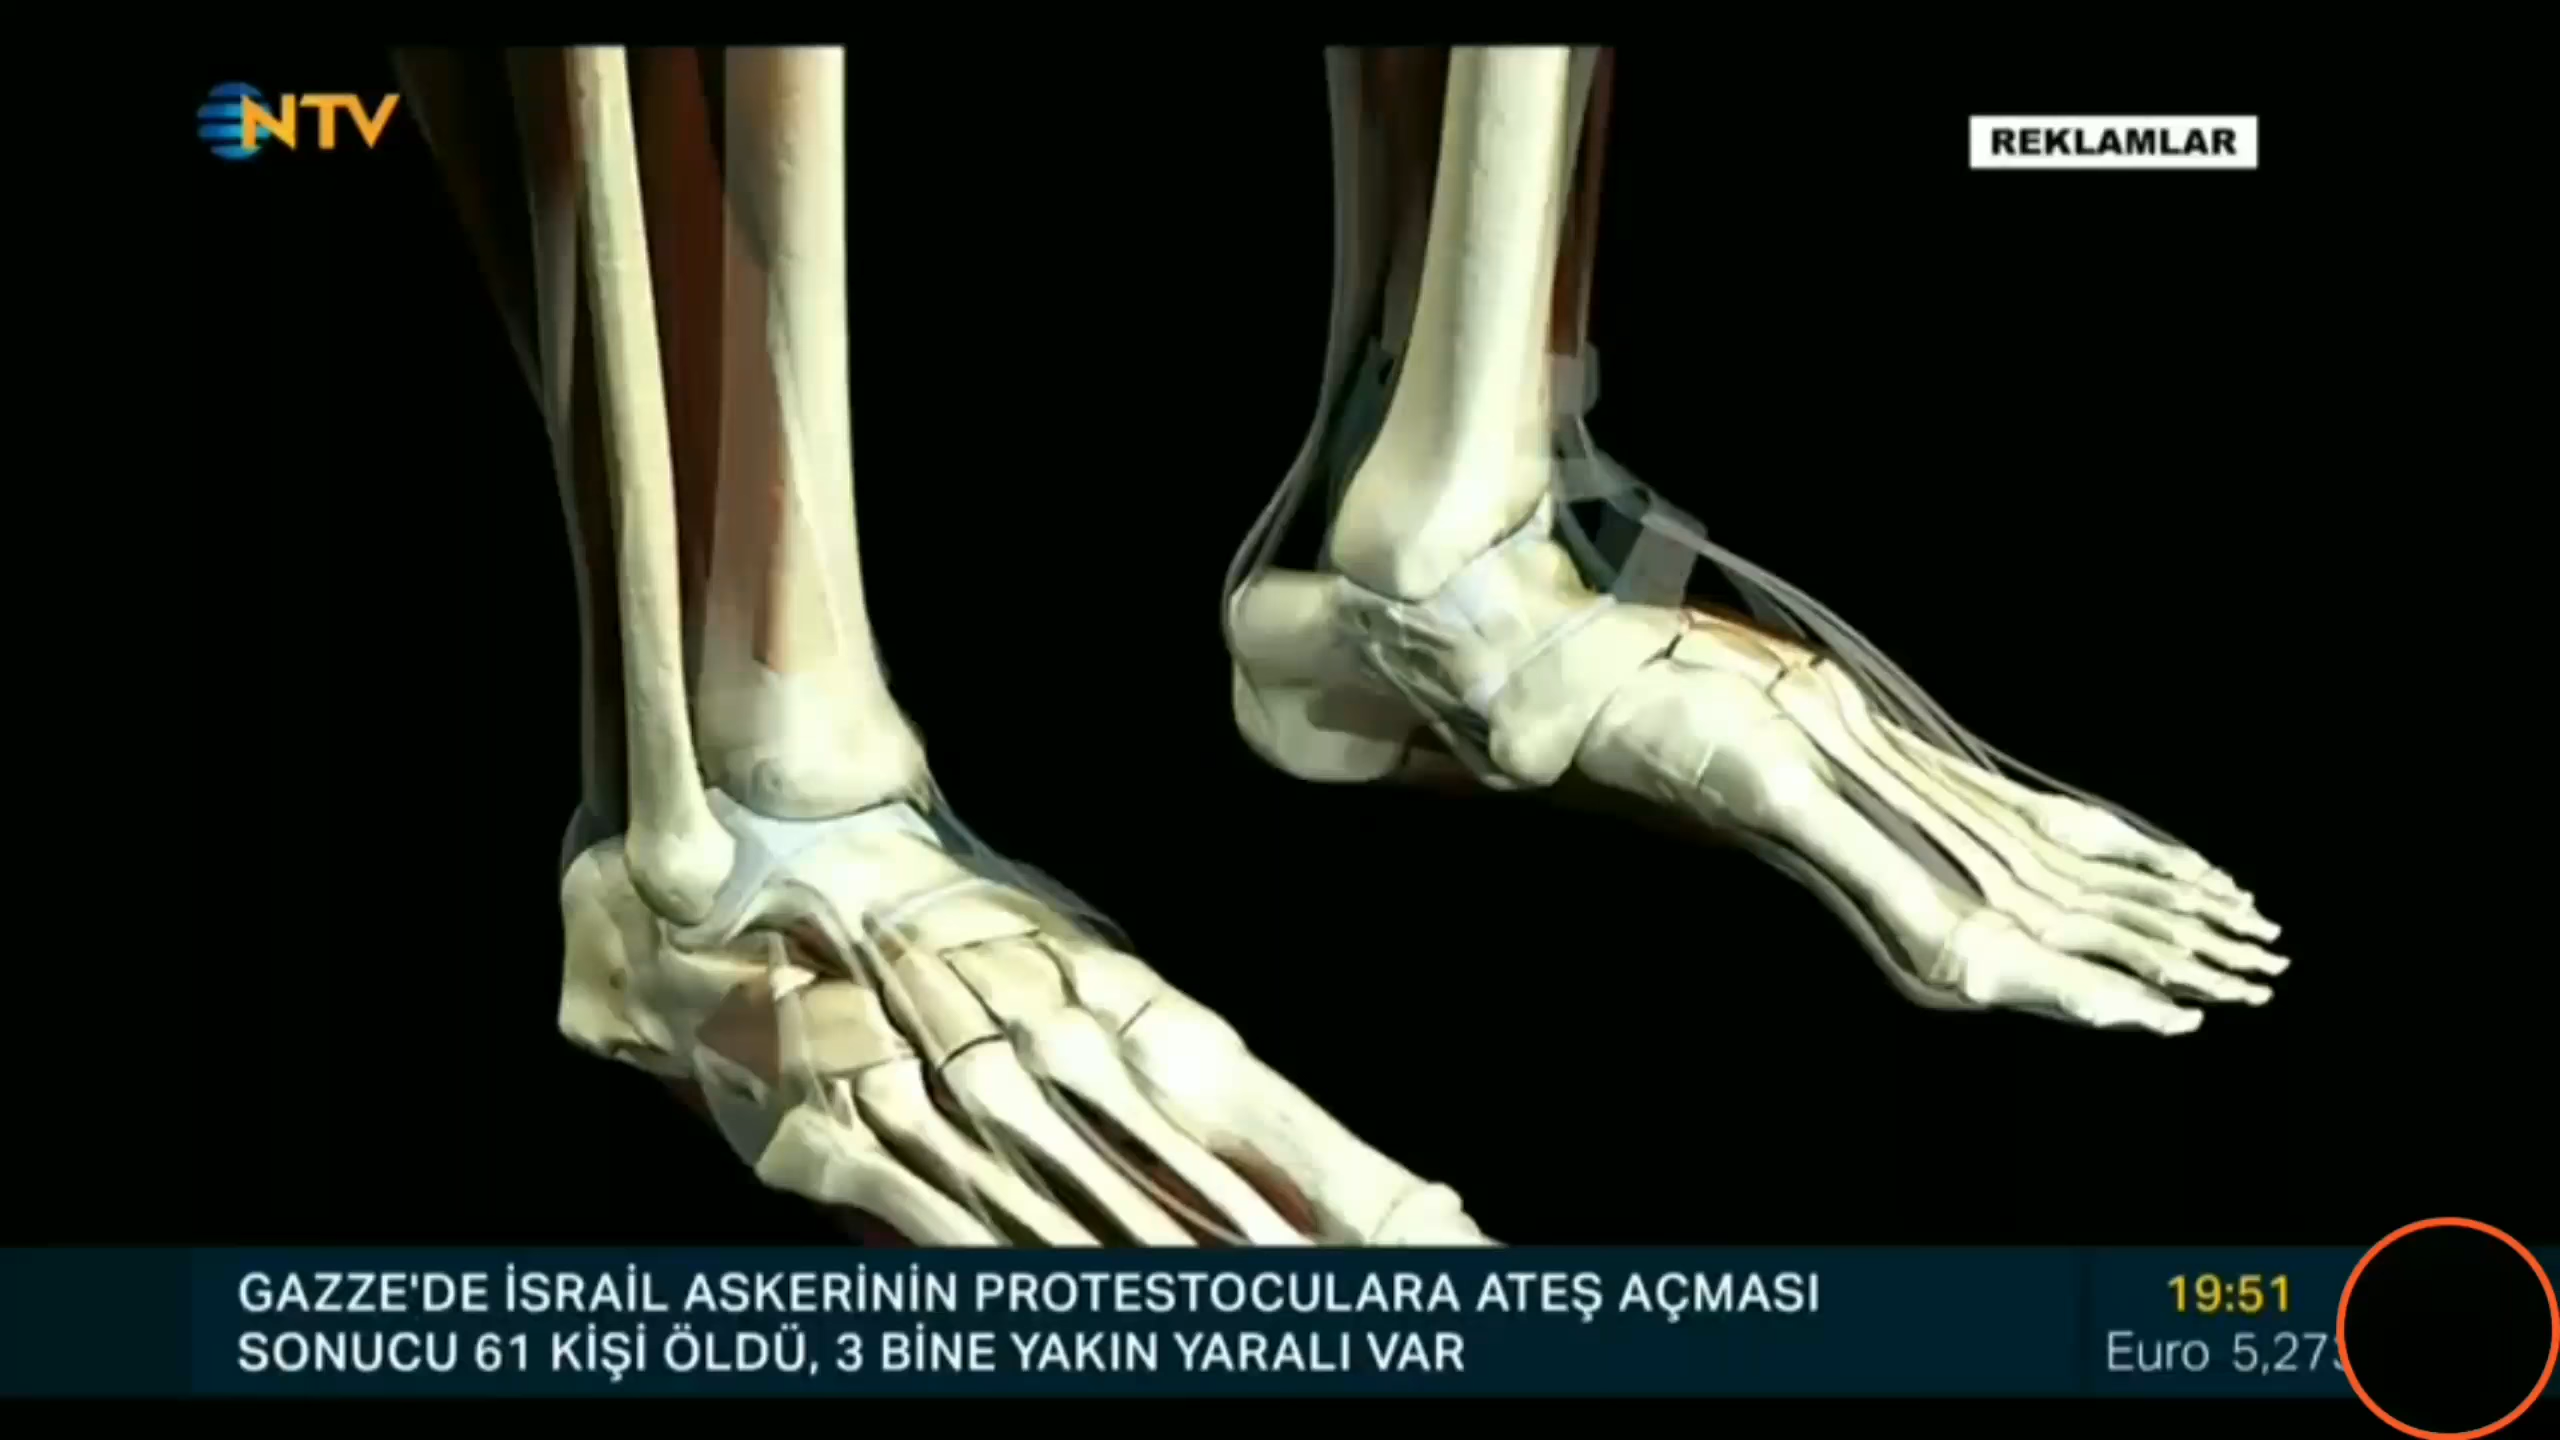 NTV
REKLAMLAR
GAZZE'DE İSRAİL ASKERİNİN PROTESTOCULARA ATEŞ AÇMASI
SONUCU 61 KİŞİ ÖLDÜ, 3 BİNE YAKIN YARALI VAR
19:51
Euro